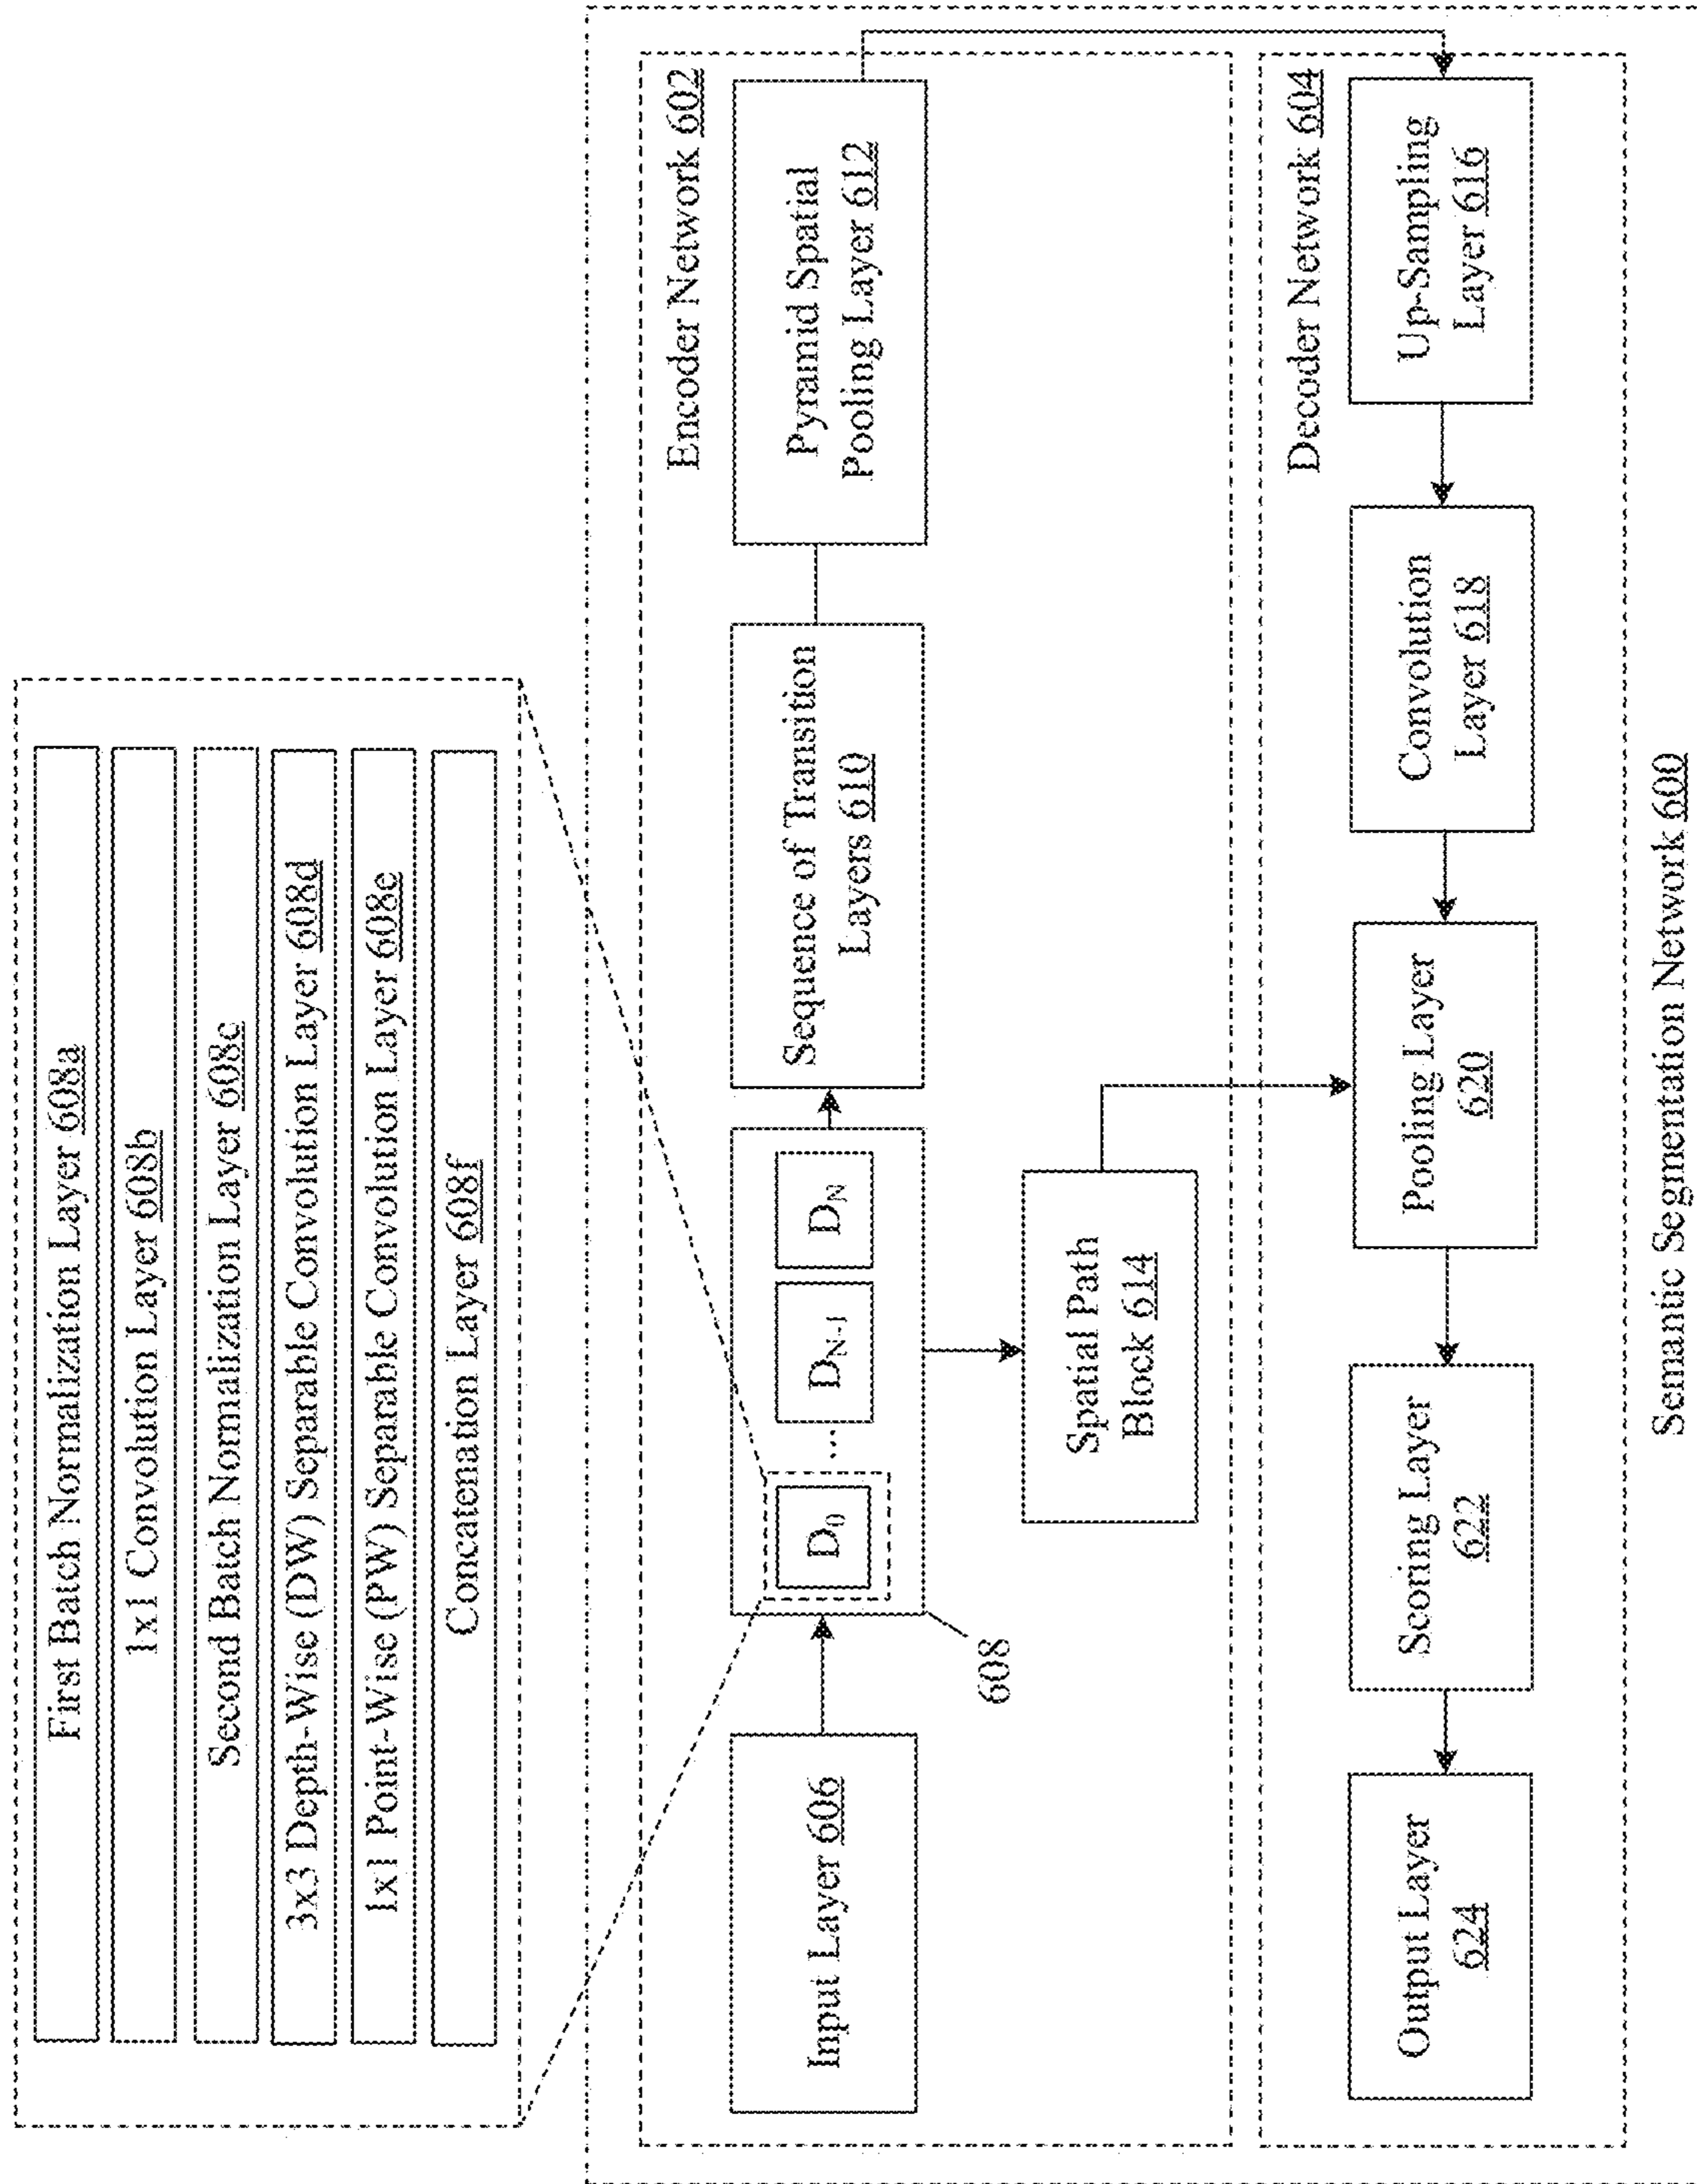 First Batch Normalization Layer 608a
1x1 Convolution Layer 608b
Second Batch Normalization Layer 608c
3x3 Depth-Wise (DW) Separable Convolution Layer 608d
1x1 Point-Wise (PW) Separable Convolution Layer 608e
Concatenation Layer 608f
Encoder Network 602
Input Layer 606
D0
...
DN-1
DN
608
Sequence of Transition
Layers 610
Pyramid Spatial
Pooling Layer 612
Spatial Path
Block 614
Decoder Network 604
Output Layer
624
Scoring Layer
622
Pooling Layer
620
Convolution
Layer 618
Up-Sampling
Layer 616
Semantic Segmentation Network 600